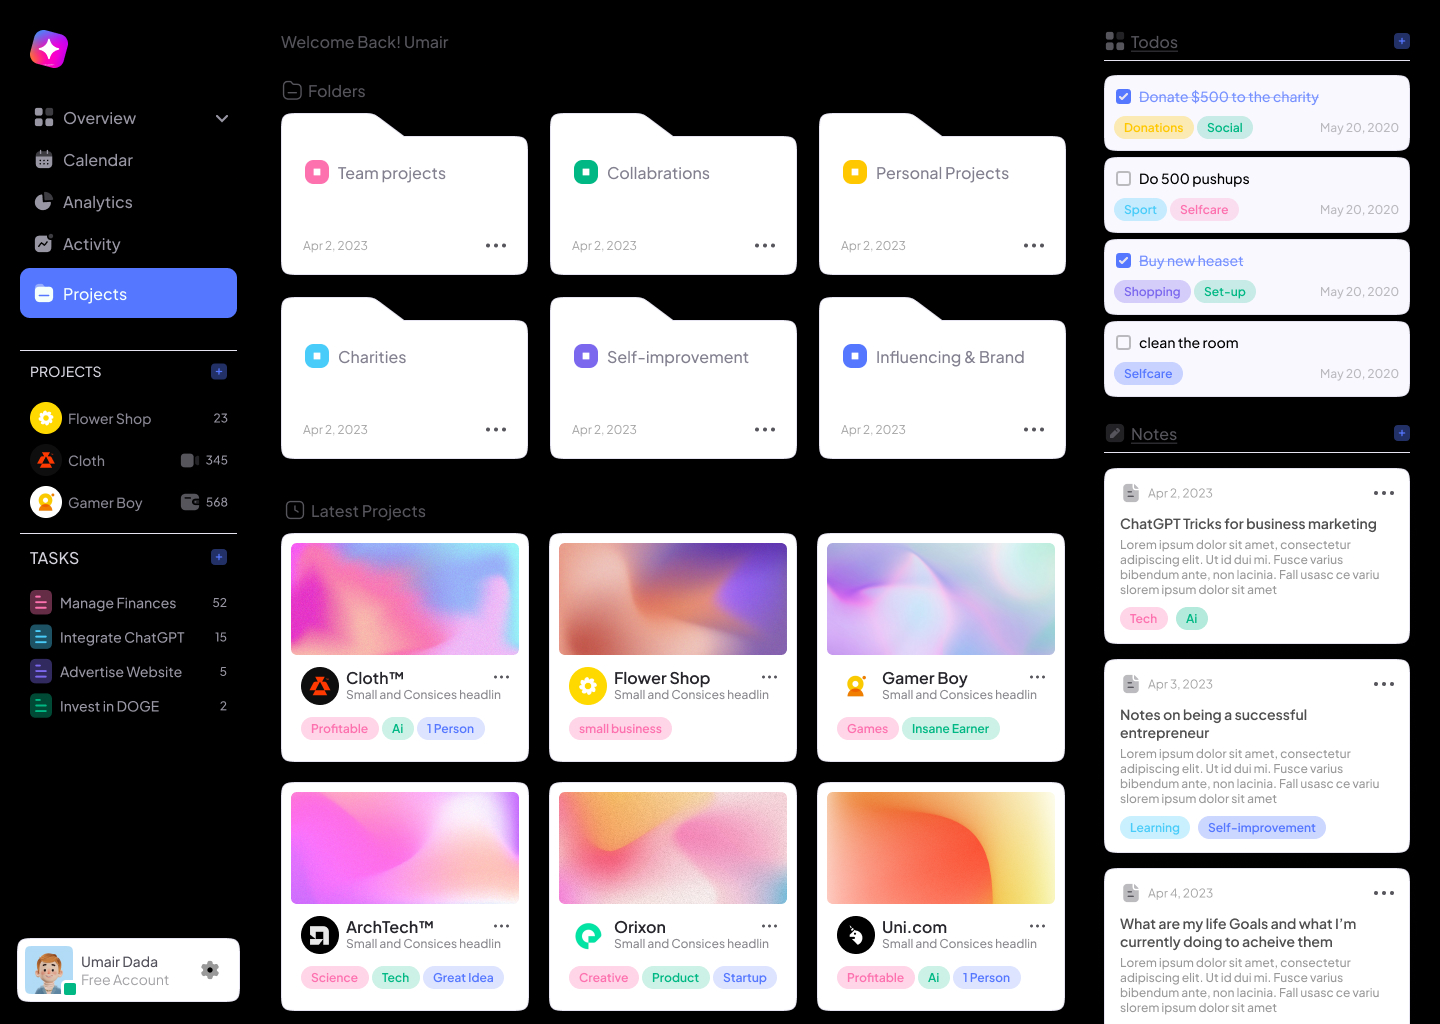 Overview
Calendar
Analytics
Activity
Projects
PROJECTS
Flower Shop 23
Cloth 345
Gamer Boy 568
TASKS
Manage Finances 52
Integrate ChatGPT 15
Advertise Website 5
Invest in DOGE 2
Umair Dada
Free Account
Welcome Back! Umair
Folders
Team projects
Apr 2, 2023
Collabrations
Apr 2, 2023
Personal Projects
Apr 2, 2023
Charities
Apr 2, 2023
Self-improvement
Apr 2, 2023
Influencing & Brand
Apr 2, 2023
Latest Projects
Cloth™
Small and Consices headlin
Profitable Ai 1 Person
Flower Shop
Small and Consices headlin
small business
Gamer Boy
Small and Consices headlin
Games Insane Earner
ArchTech™
Small and Consices headlin
Science Tech Great Idea
Orixon
Small and Consices headlin
Creative Product Startup
Uni.com
Small and Consices headlin
Profitable Ai 1 Person
Todos
Donate $500 to the charity
Donations Social May 20, 2020
Do 500 pushups
Sport Selfcare May 20, 2020
Buy new heaset
Shopping Set-up May 20, 2020
clean the room
Selfcare May 20, 2020
Notes
Apr 2, 2023
ChatGPT Tricks for business marketing
Lorem ipsum dolor sit amet, consectetur
adipiscing elit. Ut id dui mi. Fusce varius
bibendum ante, non lacinia. Fall usasc ce variu
slorem ipsum dolor sit amet
Tech Ai
Apr 3, 2023
Notes on being a successful
entrepreneur
Lorem ipsum dolor sit amet, consectetur
adipiscing elit. Ut id dui mi. Fusce varius
bibendum ante, non lacinia. Fall usasc ce variu
slorem ipsum dolor sit amet
Learning Self-improvement
Apr 4, 2023
What are my life Goals and what I’m
currently doing to acheive them
Lorem ipsum dolor sit amet, consectetur
adipiscing elit. Ut id dui mi. Fusce varius
bibendum ante, non lacinia. Fall usasc ce variu
slorem ipsum dolor sit amet